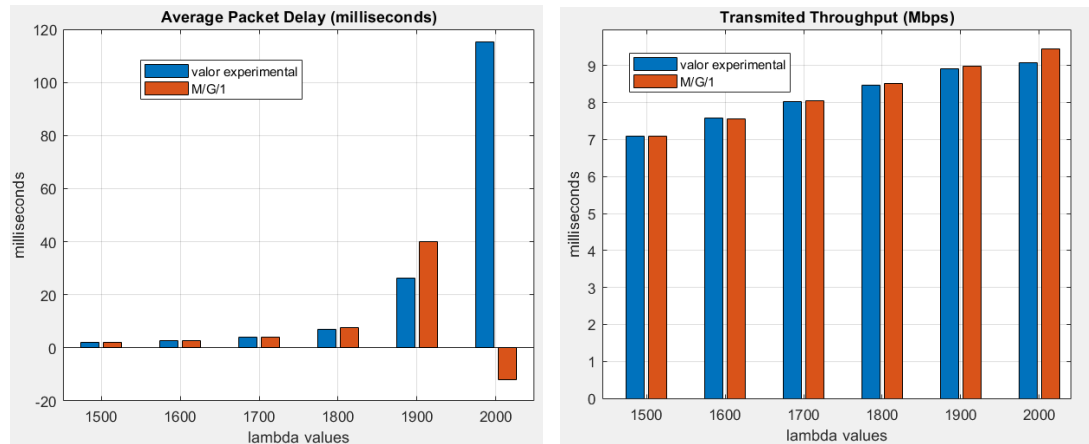 Average Packet Delay (milliseconds)
120
100
80
60
40
20
0
-20
milliseconds
valor experimental
M/G/1
1500 1600 1700 1800 1900 2000
lambda values
Transmited Throughput (Mbps)
9
8
7
6
5
4
3
2
1
0
milliseconds
valor experimental
M/G/1
1500 1600 1700 1800 1900 2000
lambda values